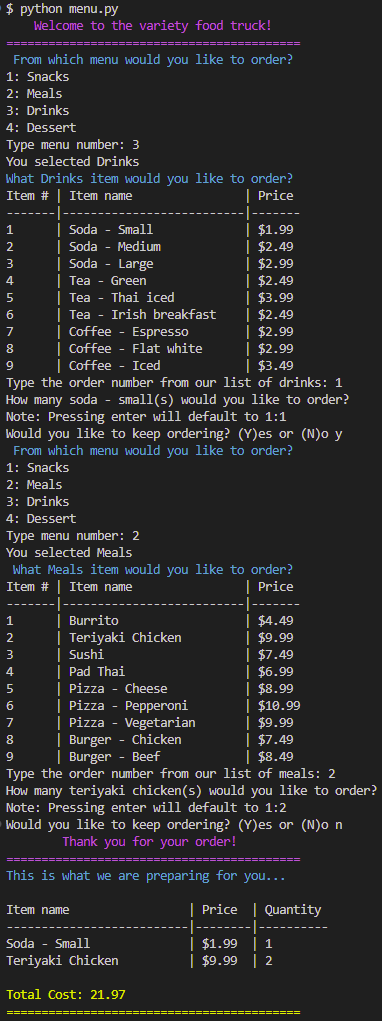 $ python menu.py
    Welcome to the variety food truck!
==========================================
 From which menu would you like to order?
1: Snacks
2: Meals
3: Drinks
4: Dessert
Type menu number: 3
You selected Drinks
What Drinks item would you like to order?
Item # | Item name                | Price
-------|--------------------------|-------
1      | Soda - Small             | $1.99
2      | Soda - Medium            | $2.49
3      | Soda - Large             | $2.99
4      | Tea - Green              | $2.49
5      | Tea - Thai iced          | $3.99
6      | Tea - Irish breakfast    | $2.49
7      | Coffee - Espresso        | $2.99
8      | Coffee - Flat white      | $2.99
9      | Coffee - Iced            | $3.49
Type the order number from our list of drinks: 1
How many soda - small(s) would you like to order?
Note: Pressing enter will default to 1:1
Would you like to keep ordering? (Y)es or (N)o y
 From which menu would you like to order?
1: Snacks
2: Meals
3: Drinks
4: Dessert
Type menu number: 2
You selected Meals
 What Meals item would you like to order?
Item # | Item name                | Price
-------|--------------------------|-------
1      | Burrito                  | $4.49
2      | Teriyaki Chicken         | $9.99
3      | Sushi                    | $7.49
4      | Pad Thai                 | $6.99
5      | Pizza - Cheese           | $8.99
6      | Pizza - Pepperoni        | $10.99
7      | Pizza - Vegetarian       | $9.99
8      | Burger - Chicken         | $7.49
9      | Burger - Beef            | $8.49
Type the order number from our list of meals: 2
How many teriyaki chicken(s) would you like to order?
Note: Pressing enter will default to 1:2
Would you like to keep ordering? (Y)es or (N)o n
        Thank you for your order!
==========================================
This is what we are preparing for you...

Item name                 | Price  | Quantity
--------------------------|--------|----------
Soda - Small              | $1.99  | 1
Teriyaki Chicken          | $9.99  | 2

Total Cost: 21.97
==========================================